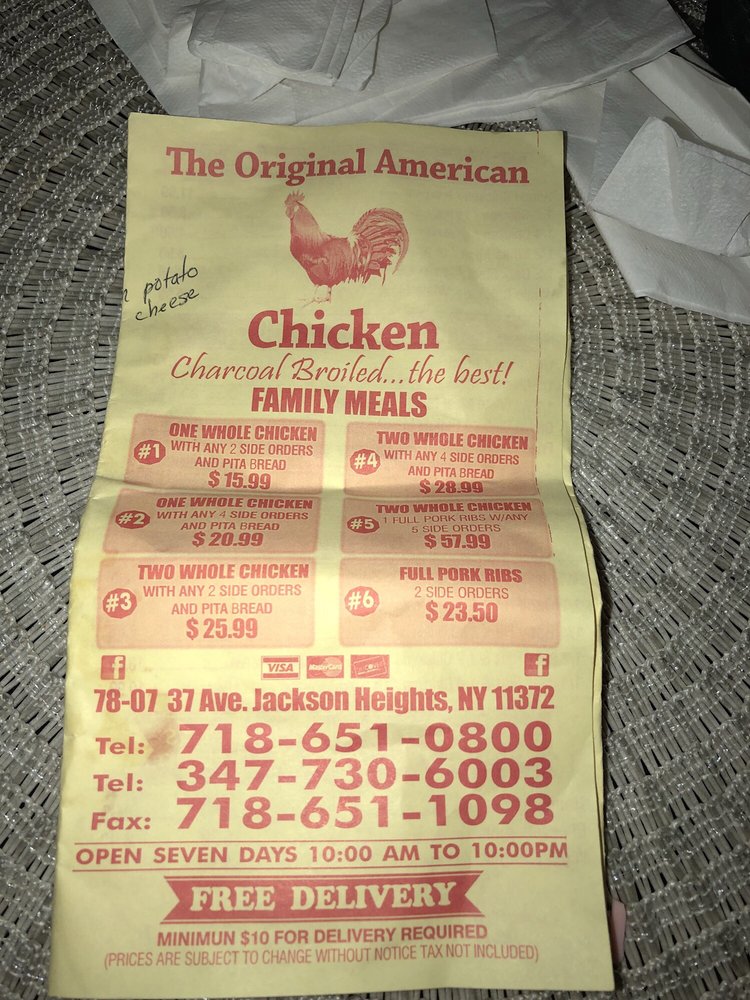 The Original American
potato
cheese
Chicken
Charcoal Broiled...the best!
FAMILY MEALS
#1
ONE WHOLE CHICKEN
WITH ANY 2 SIDE ORDERS
AND PITA BREAD
$ 15.99
#4
TWO WHOLE CHICKEN
WITH ANY 4 SIDE ORDERS
AND PITA BREAD
$ 28.99
#2
ONE WHOLE CHICKEN
WITH ANY 4 SIDE ORDERS
AND PITA BREAD
$ 20.99
#5
TWO WHOLE CHICKEN
1 FULL PORK RIBS W/ANY
5 SIDE ORDERS
$ 57.99
#3
TWO WHOLE CHICKEN
WITH ANY 2 SIDE ORDERS
AND PITA BREAD
$ 25.99
#6
FULL PORK RIBS
2 SIDE ORDERS
$ 23.50
f VISA MasterCard DISCOVER f
78-07 37 Ave. Jackson Heights, NY 11372
Tel: 718-651-0800
Tel: 347-730-6003
Fax: 718-651-1098
OPEN SEVEN DAYS 10:00 AM TO 10:00PM
FREE DELIVERY
MINIMUN $10 FOR DELIVERY REQUIRED
(PRICES ARE SUBJECT TO CHANGE WITHOUT NOTICE TAX NOT INCLUDED)